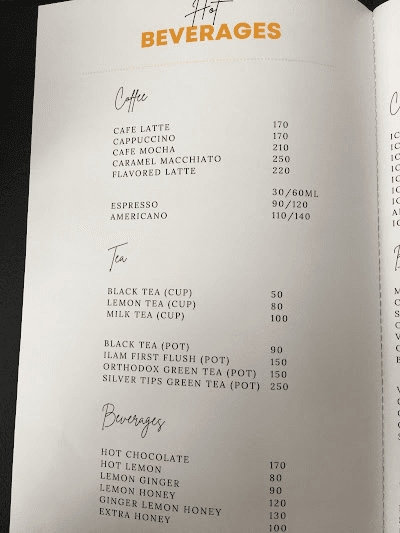 Hot
BEVERAGES
Coffee
CAFE LATTE 170
CAPPUCCINO 170
CAFE MOCHA 210
CARAMEL MACCHIATO 250
FLAVORED LATTE 220
30/60ML
ESPRESSO 90/120
AMERICANO 110/140
Tea
BLACK TEA (CUP) 50
LEMON TEA (CUP) 80
MILK TEA (CUP) 100
BLACK TEA (POT) 90
ILAM FIRST FLUSH (POT) 150
ORTHODOX GREEN TEA (POT) 150
SILVER TIPS GREEN TEA (POT) 250
Beverages
HOT CHOCOLATE 170
HOT LEMON 80
LEMON GINGER 90
LEMON HONEY 120
GINGER LEMON HONEY 130
EXTRA HONEY 100